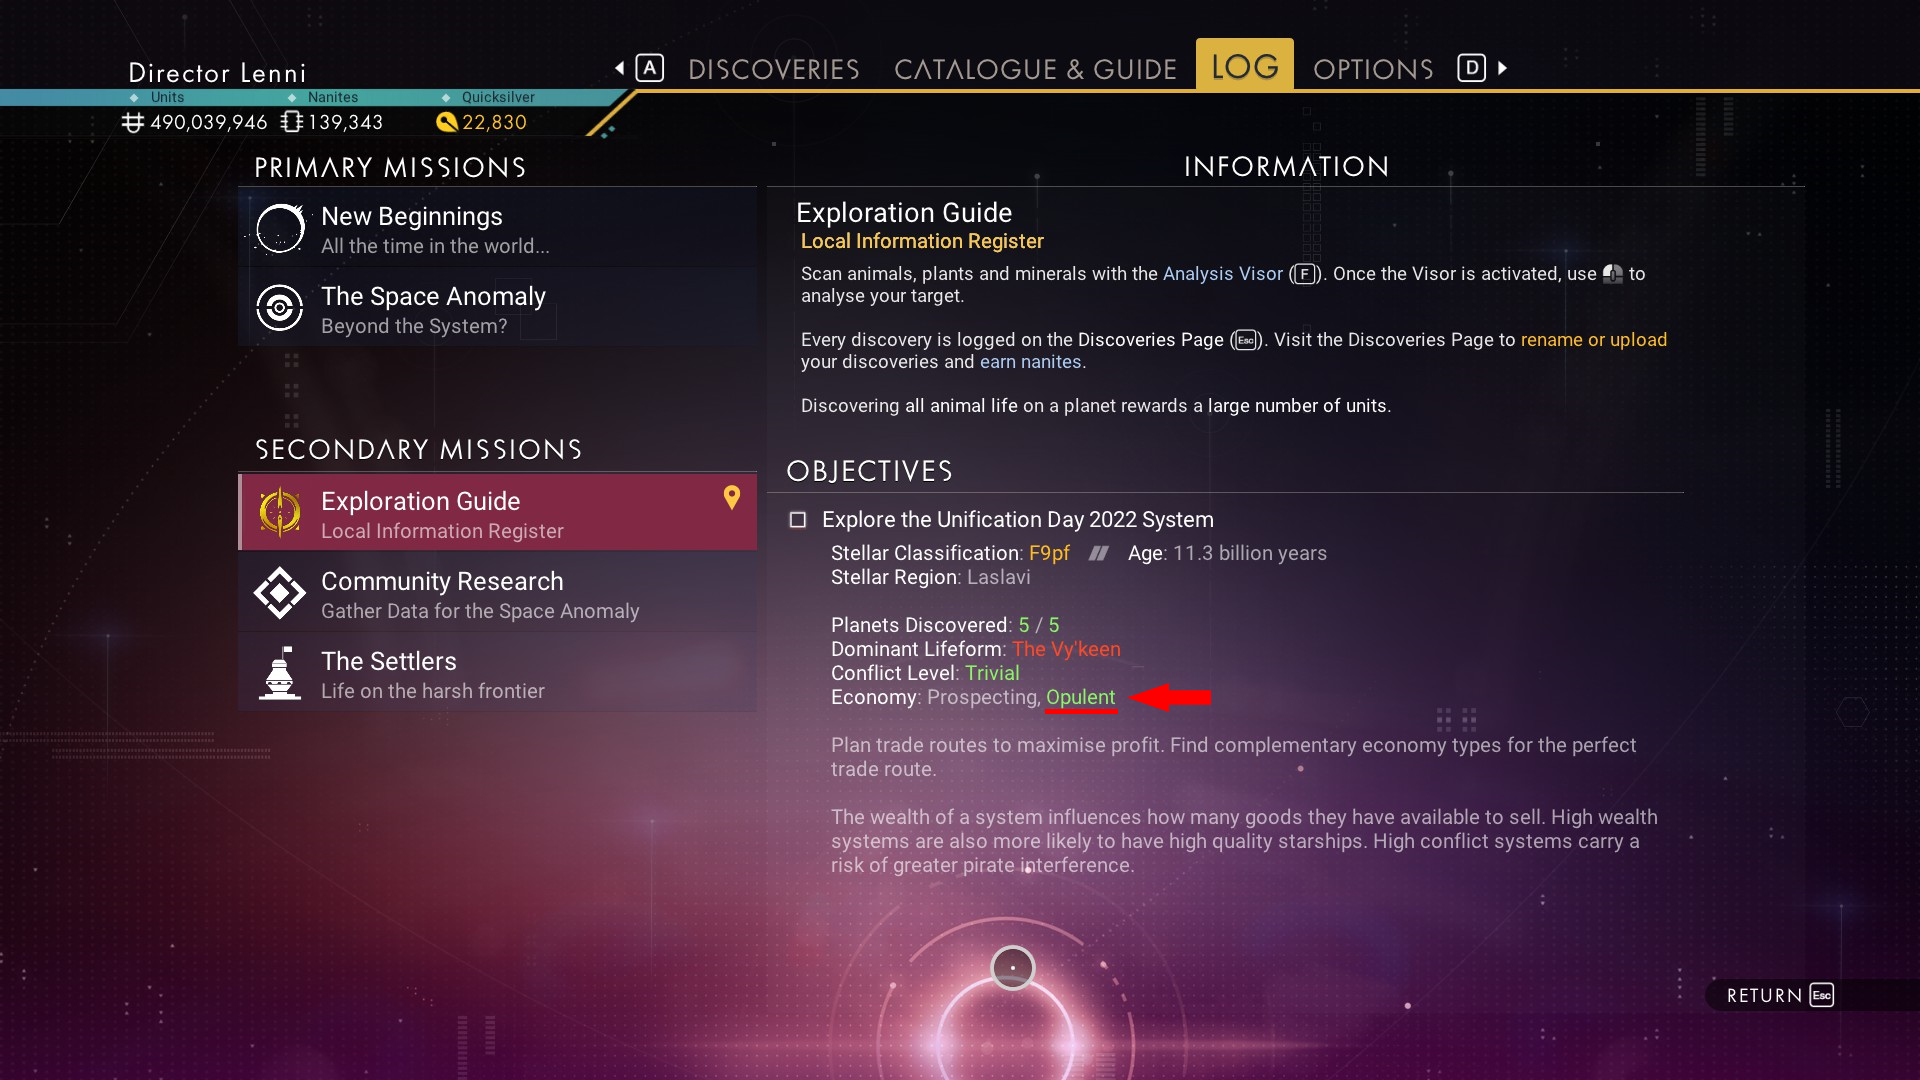 Director Lenni
Units Nanites Quicksilver
490,039,946 139,343 22,830
A DISCOVERIES CATALOGUE & GUIDE LOG OPTIONS D
PRIMARY MISSIONS
New Beginnings
All the time in the world...
The Space Anomaly
Beyond the System?
SECONDARY MISSIONS
Exploration Guide
Local Information Register
Community Research
Gather Data for the Space Anomaly
The Settlers
Life on the harsh frontier
INFORMATION
Exploration Guide
Local Information Register
Scan animals, plants and minerals with the Analysis Visor (F). Once the Visor is activated, use to
analyse your target.
Every discovery is logged on the Discoveries Page (Esc). Visit the Discoveries Page to rename or upload
your discoveries and earn nanites.
Discovering all animal life on a planet rewards a large number of units.
OBJECTIVES
Explore the Unification Day 2022 System
Stellar Classification: F9pf // Age: 11.3 billion years
Stellar Region: Laslavi
Planets Discovered: 5 / 5
Dominant Lifeform: The Vy'keen
Conflict Level: Trivial
Economy: Prospecting, Opulent
Plan trade routes to maximise profit. Find complementary economy types for the perfect
trade route.
The wealth of a system influences how many goods they have available to sell. High wealth
systems are also more likely to have high quality starships. High conflict systems carry a
risk of greater pirate interference.
RETURN Esc